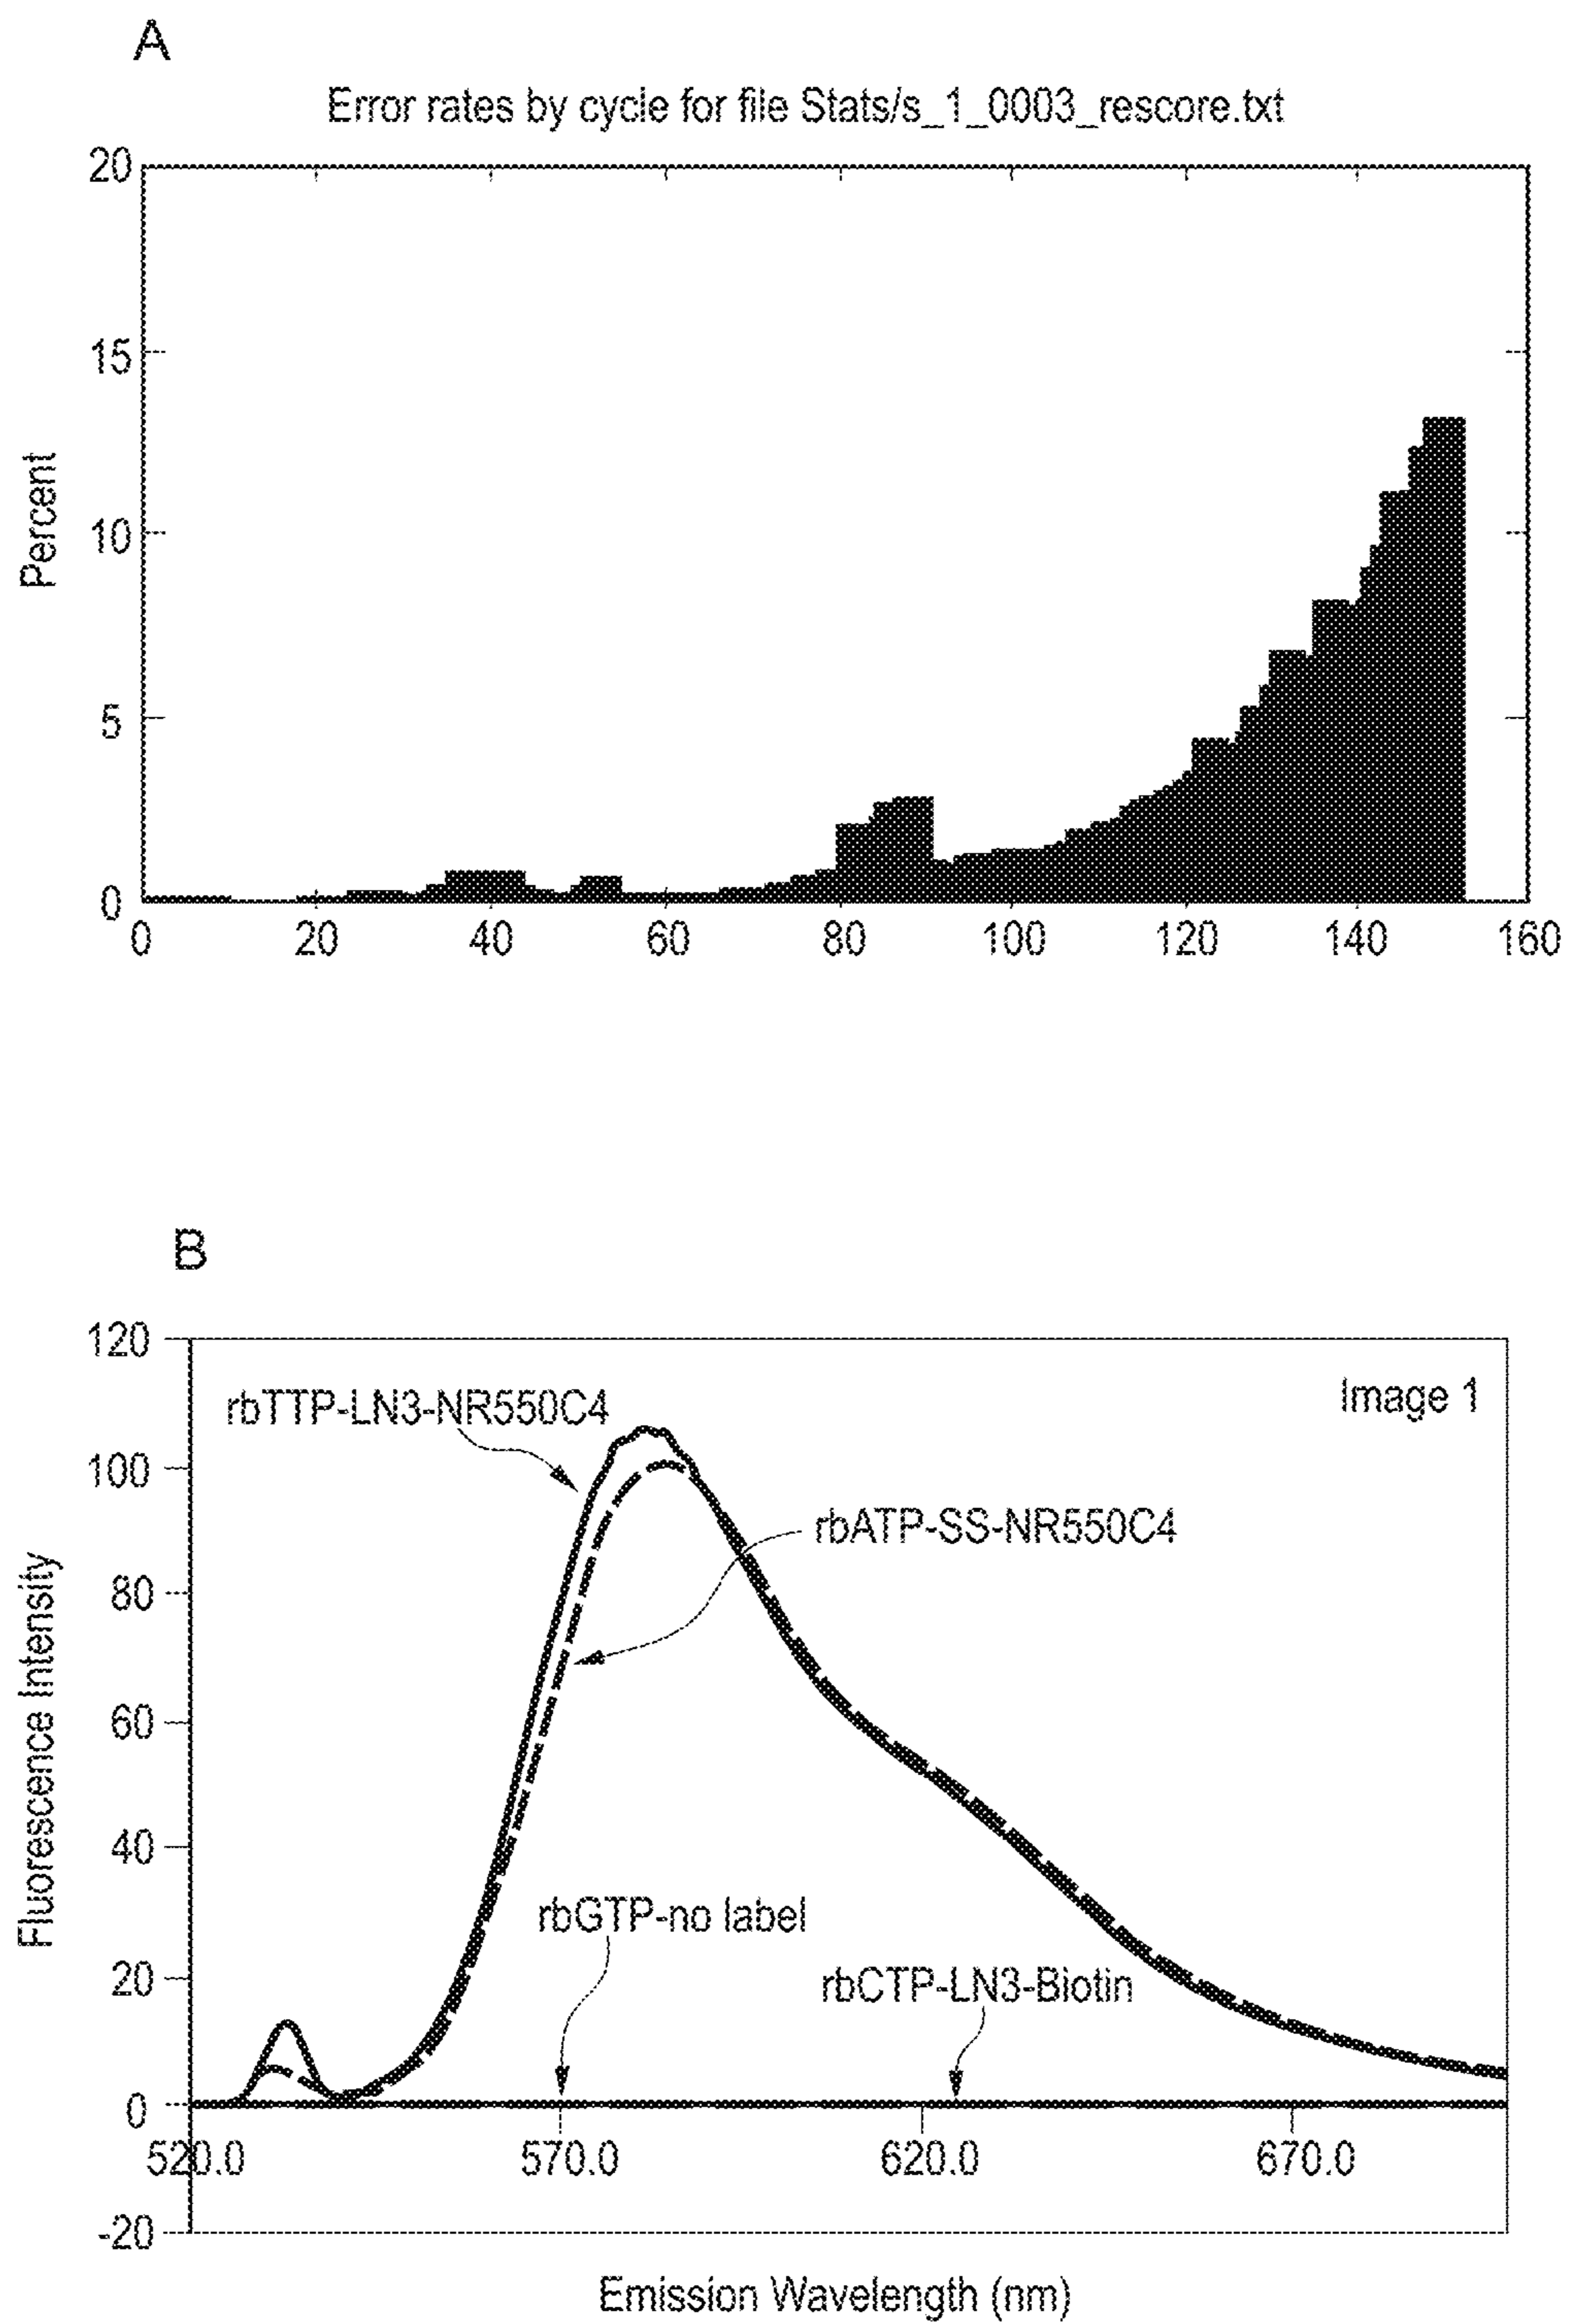 A
Error rates by cycle for file Stats/s_1_0003_rescore.txt
20
15
10
5
0
Percent
0 20 40 60 80 100 120 140 160
B
120
100
80
60
40
20
0
-20
Fluorescence Intensity
Image 1
rbTTP-LN3-NR550C4
rbATP-SS-NR550C4
rbGTP-no label
rbCTP-LN3-Biotin
520.0 570.0 620.0 670.0
Emission Wavelength (nm)